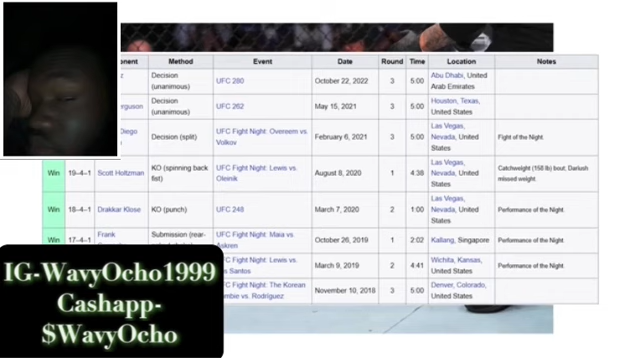 onent Method Event Date Round Time Location Notes
z Decision UFC 280 October 22, 2022 3 5:00 Abu Dhabi, United
(unanimous) Arab Emirates
erguson Decision UFC 262 May 15, 2021 3 5:00 Houston, Texas,
(unanimous) United States
Diego Decision (split) UFC Fight Night: Overeem vs. February 6, 2021 3 5:00 Las Vegas, Fight of the Night.
Volkov Nevada, United
States
Win 19–4–1 Scott Holtzman KO (spinning back UFC Fight Night: Lewis vs. August 8, 2020 1 4:38 Las Vegas, Catchweight (158 lb) bout; Dariush
fist) Oleinik Nevada, United missed weight.
States
Win 18–4–1 Drakkar Klose KO (punch) UFC 248 March 7, 2020 2 1:00 Las Vegas, Performance of the Night.
Nevada, United
States
Win 17–4–1 Frank Submission (rear- UFC Fight Night: Maia vs. October 26, 2019 1 2:02 Kallang, Singapore Performance of the Night.
Askren
UFC Fight Night: Lewis vs. March 9, 2019 2 4:41 Wichita, Kansas, Performance of the Night.
s Santos United States
FC Fight Night: The Korean November 10, 2018 3 5:00 Denver, Colorado,
mbie vs. Rodríguez United States
IG-WavyOcho1999
Cashapp-
$WavyOcho